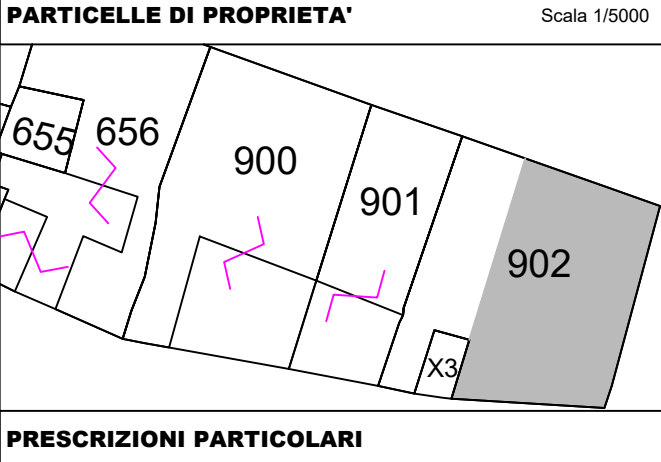 PARTICELLE DI PROPRIETA' Scala 1/5000
655 656 900 901 902
X3
PRESCRIZIONI PARTICOLARI